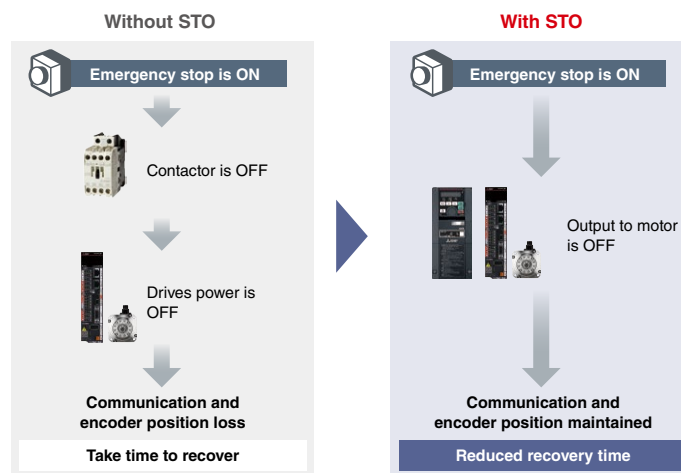 Without STO
Emergency stop is ON
Contactor is OFF
Drives power is
OFF
Communication and
encoder position loss
Take time to recover
With STO
Emergency stop is ON
Output to motor
is OFF
Communication and
encoder position maintained
Reduced recovery time